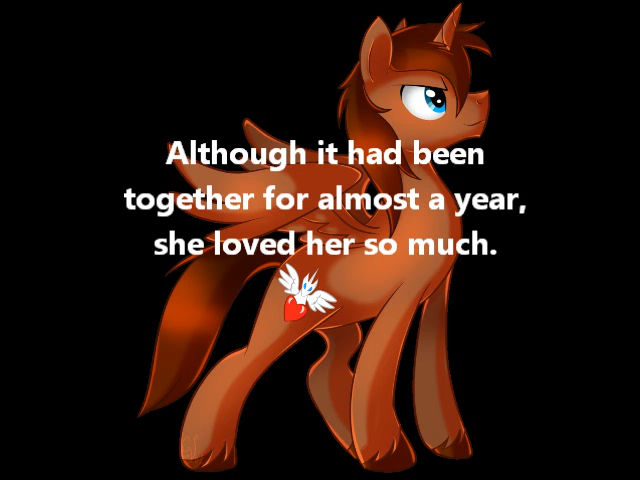 Although it had been
together for almost a year,
she loved her so much.